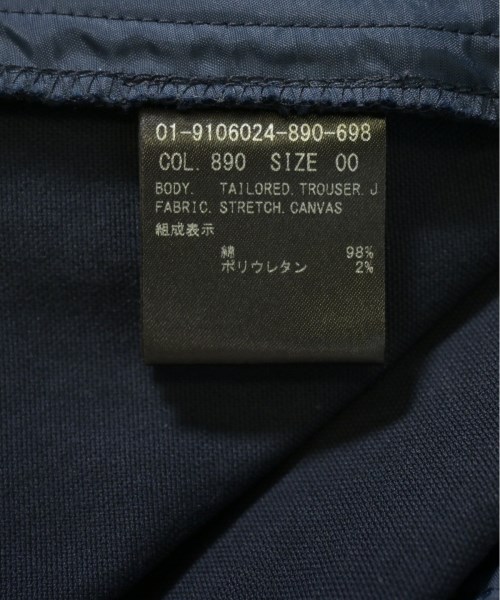 01-9106024-890-698
COL. 890 SIZE 00
BODY. TAILORED. TROUSER. J
FABRIC. STRETCH. CANVAS
組成表示
綿 98%
ポリウレタン 2%